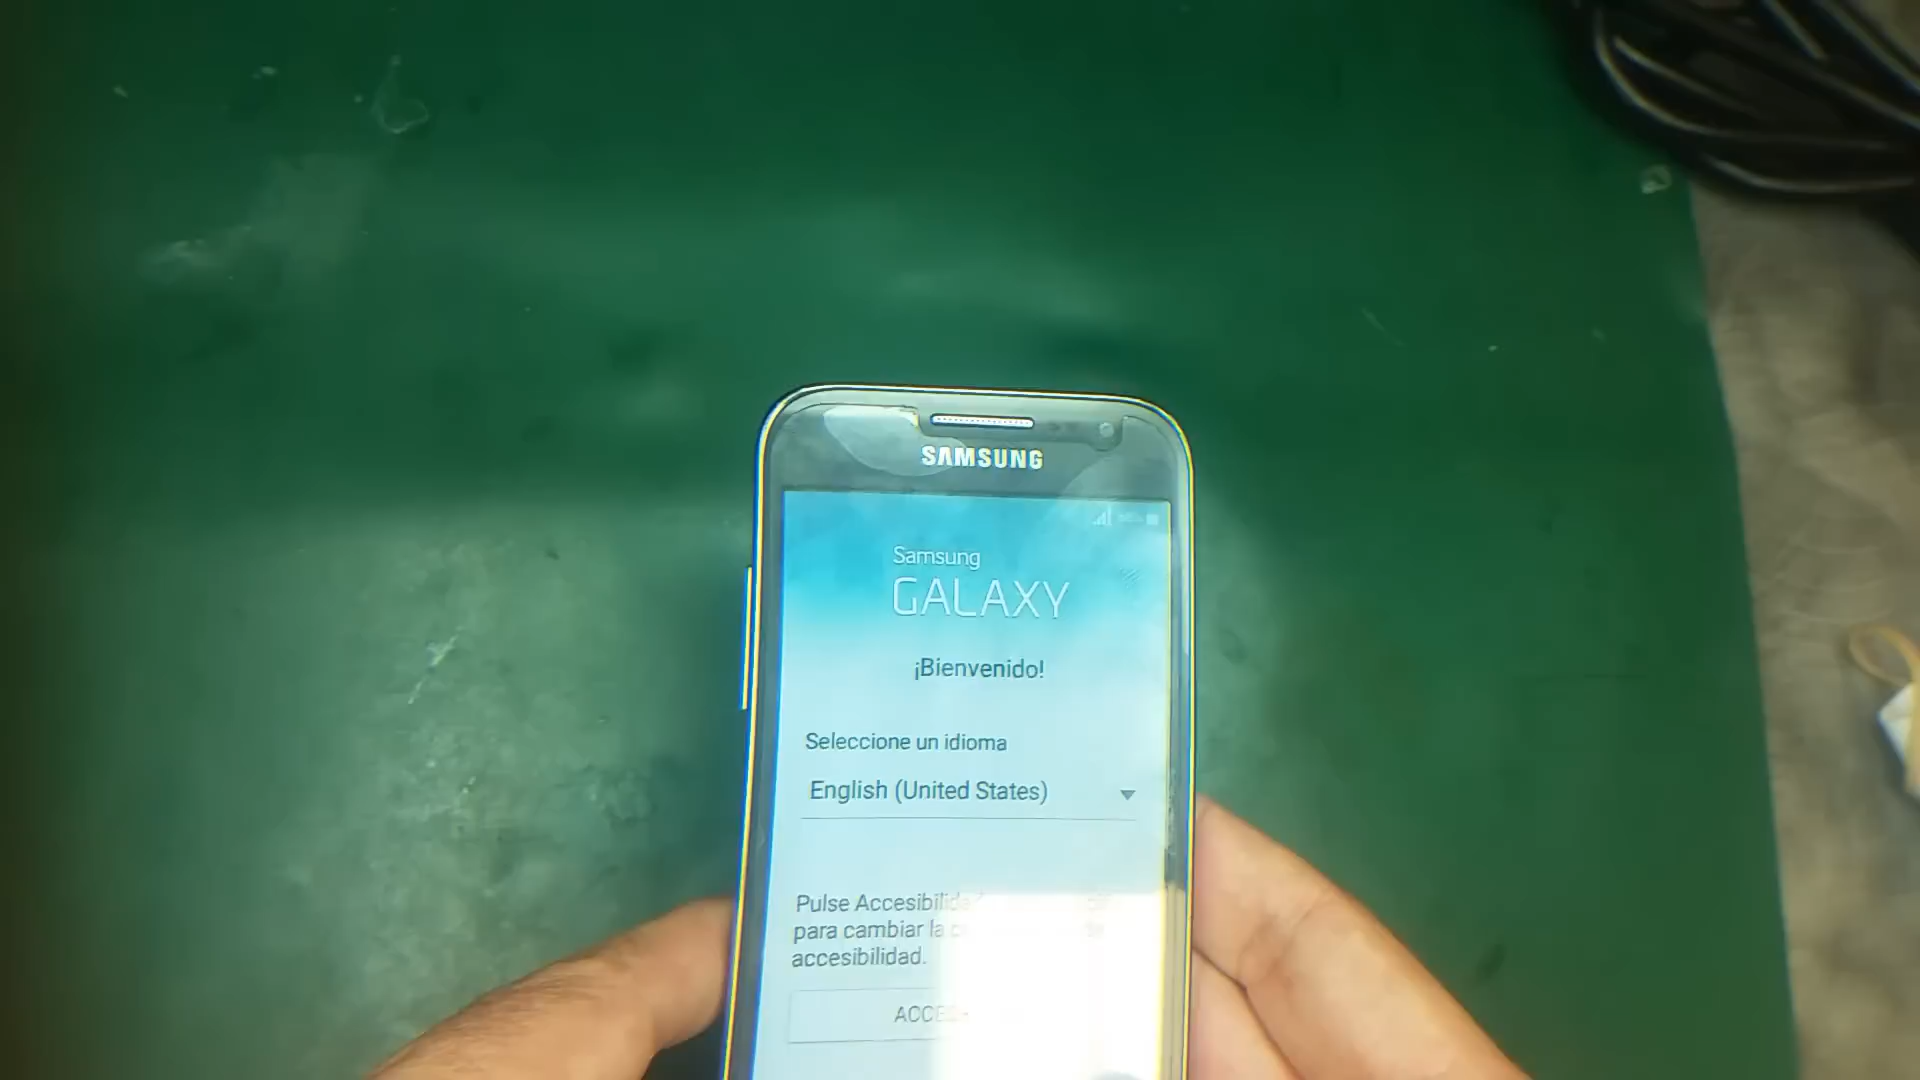 SAMSUNG
Samsung
GALAXY
¡Bienvenido!
Seleccione un idioma
English (United States)
Pulse
para cambiar la
accesibilidad.